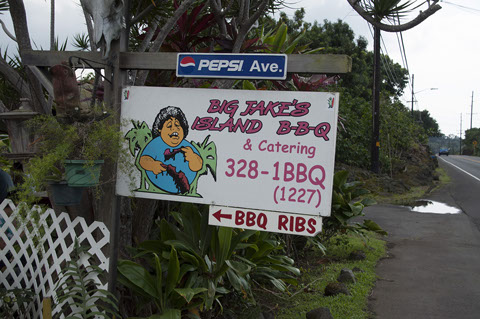 PEPSI Ave.
BIG JAKE'S
ISLAND B-B-Q
& Catering
328-1BBQ
(1227)
BBQ RIBS